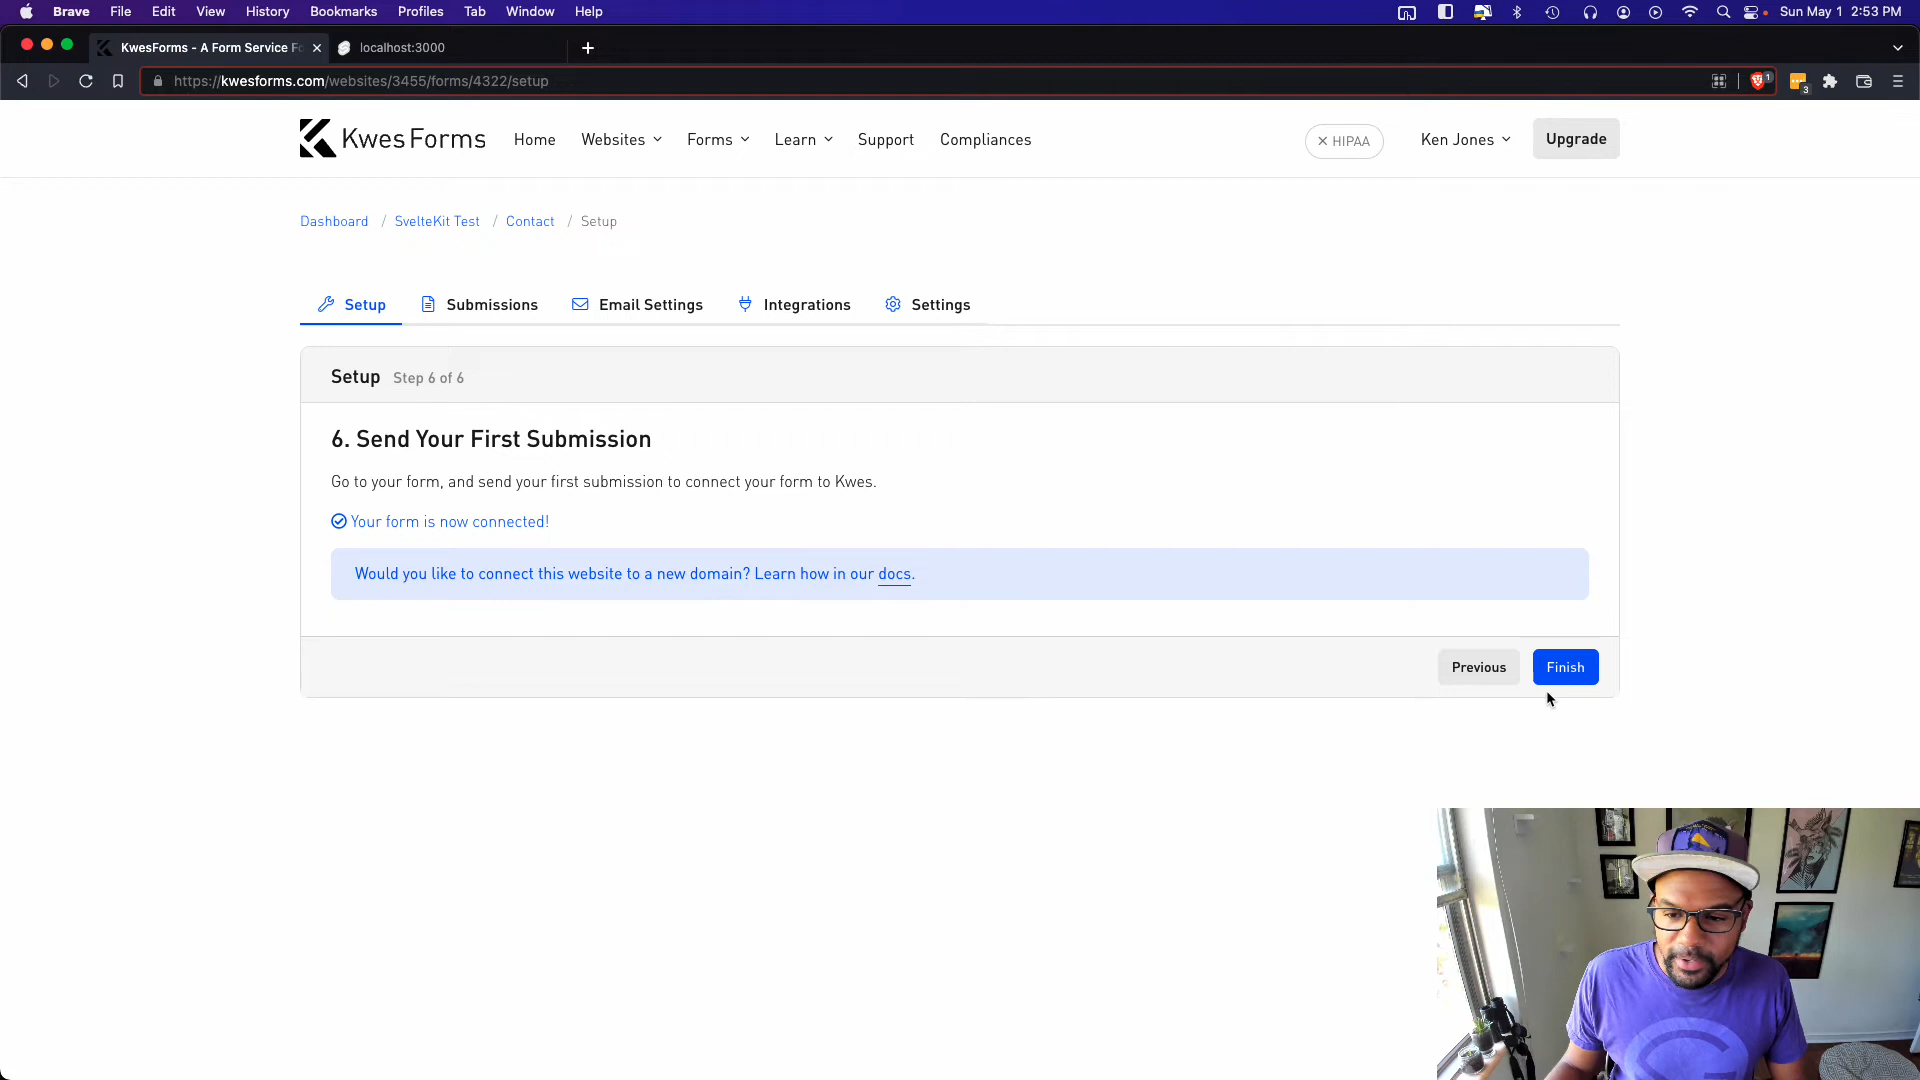 Brave File Edit View History Bookmarks Profiles Tab Window Help Sun May 1 2:53 PM
KwesForms - A Form Service Fo localhost:3000
https://kwesforms.com/websites/3455/forms/4322/setup 1 3
Kwes Forms Home Websites Forms Learn Support Compliances HIPAA Ken Jones Upgrade
Dashboard / SvelteKit Test / Contact / Setup
Setup Submissions Email Settings Integrations Settings
Setup Step 6 of 6
6. Send Your First Submission
Go to your form, and send your first submission to connect your form to Kwes.
Your form is now connected!
Would you like to connect this website to a new domain? Learn how in our docs.
Previous Finish